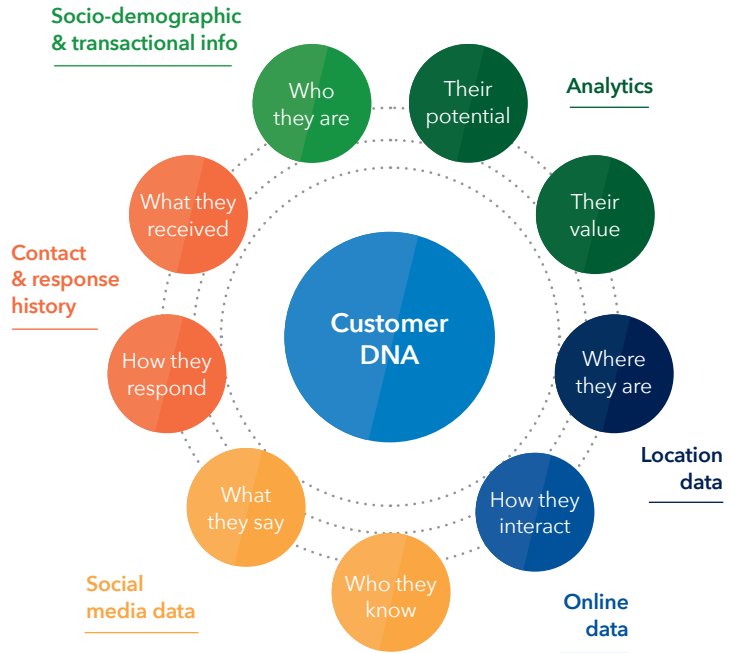 Socio-demographic
& transactional info
Who
they are
Their
potential
Analytics
What they
received
Their
value
Contact
& response
history
Customer
DNA
How they
respond
Where
they are
Location
data
What
they say
How they
interact
Social
media data
Who they
know
Online
data